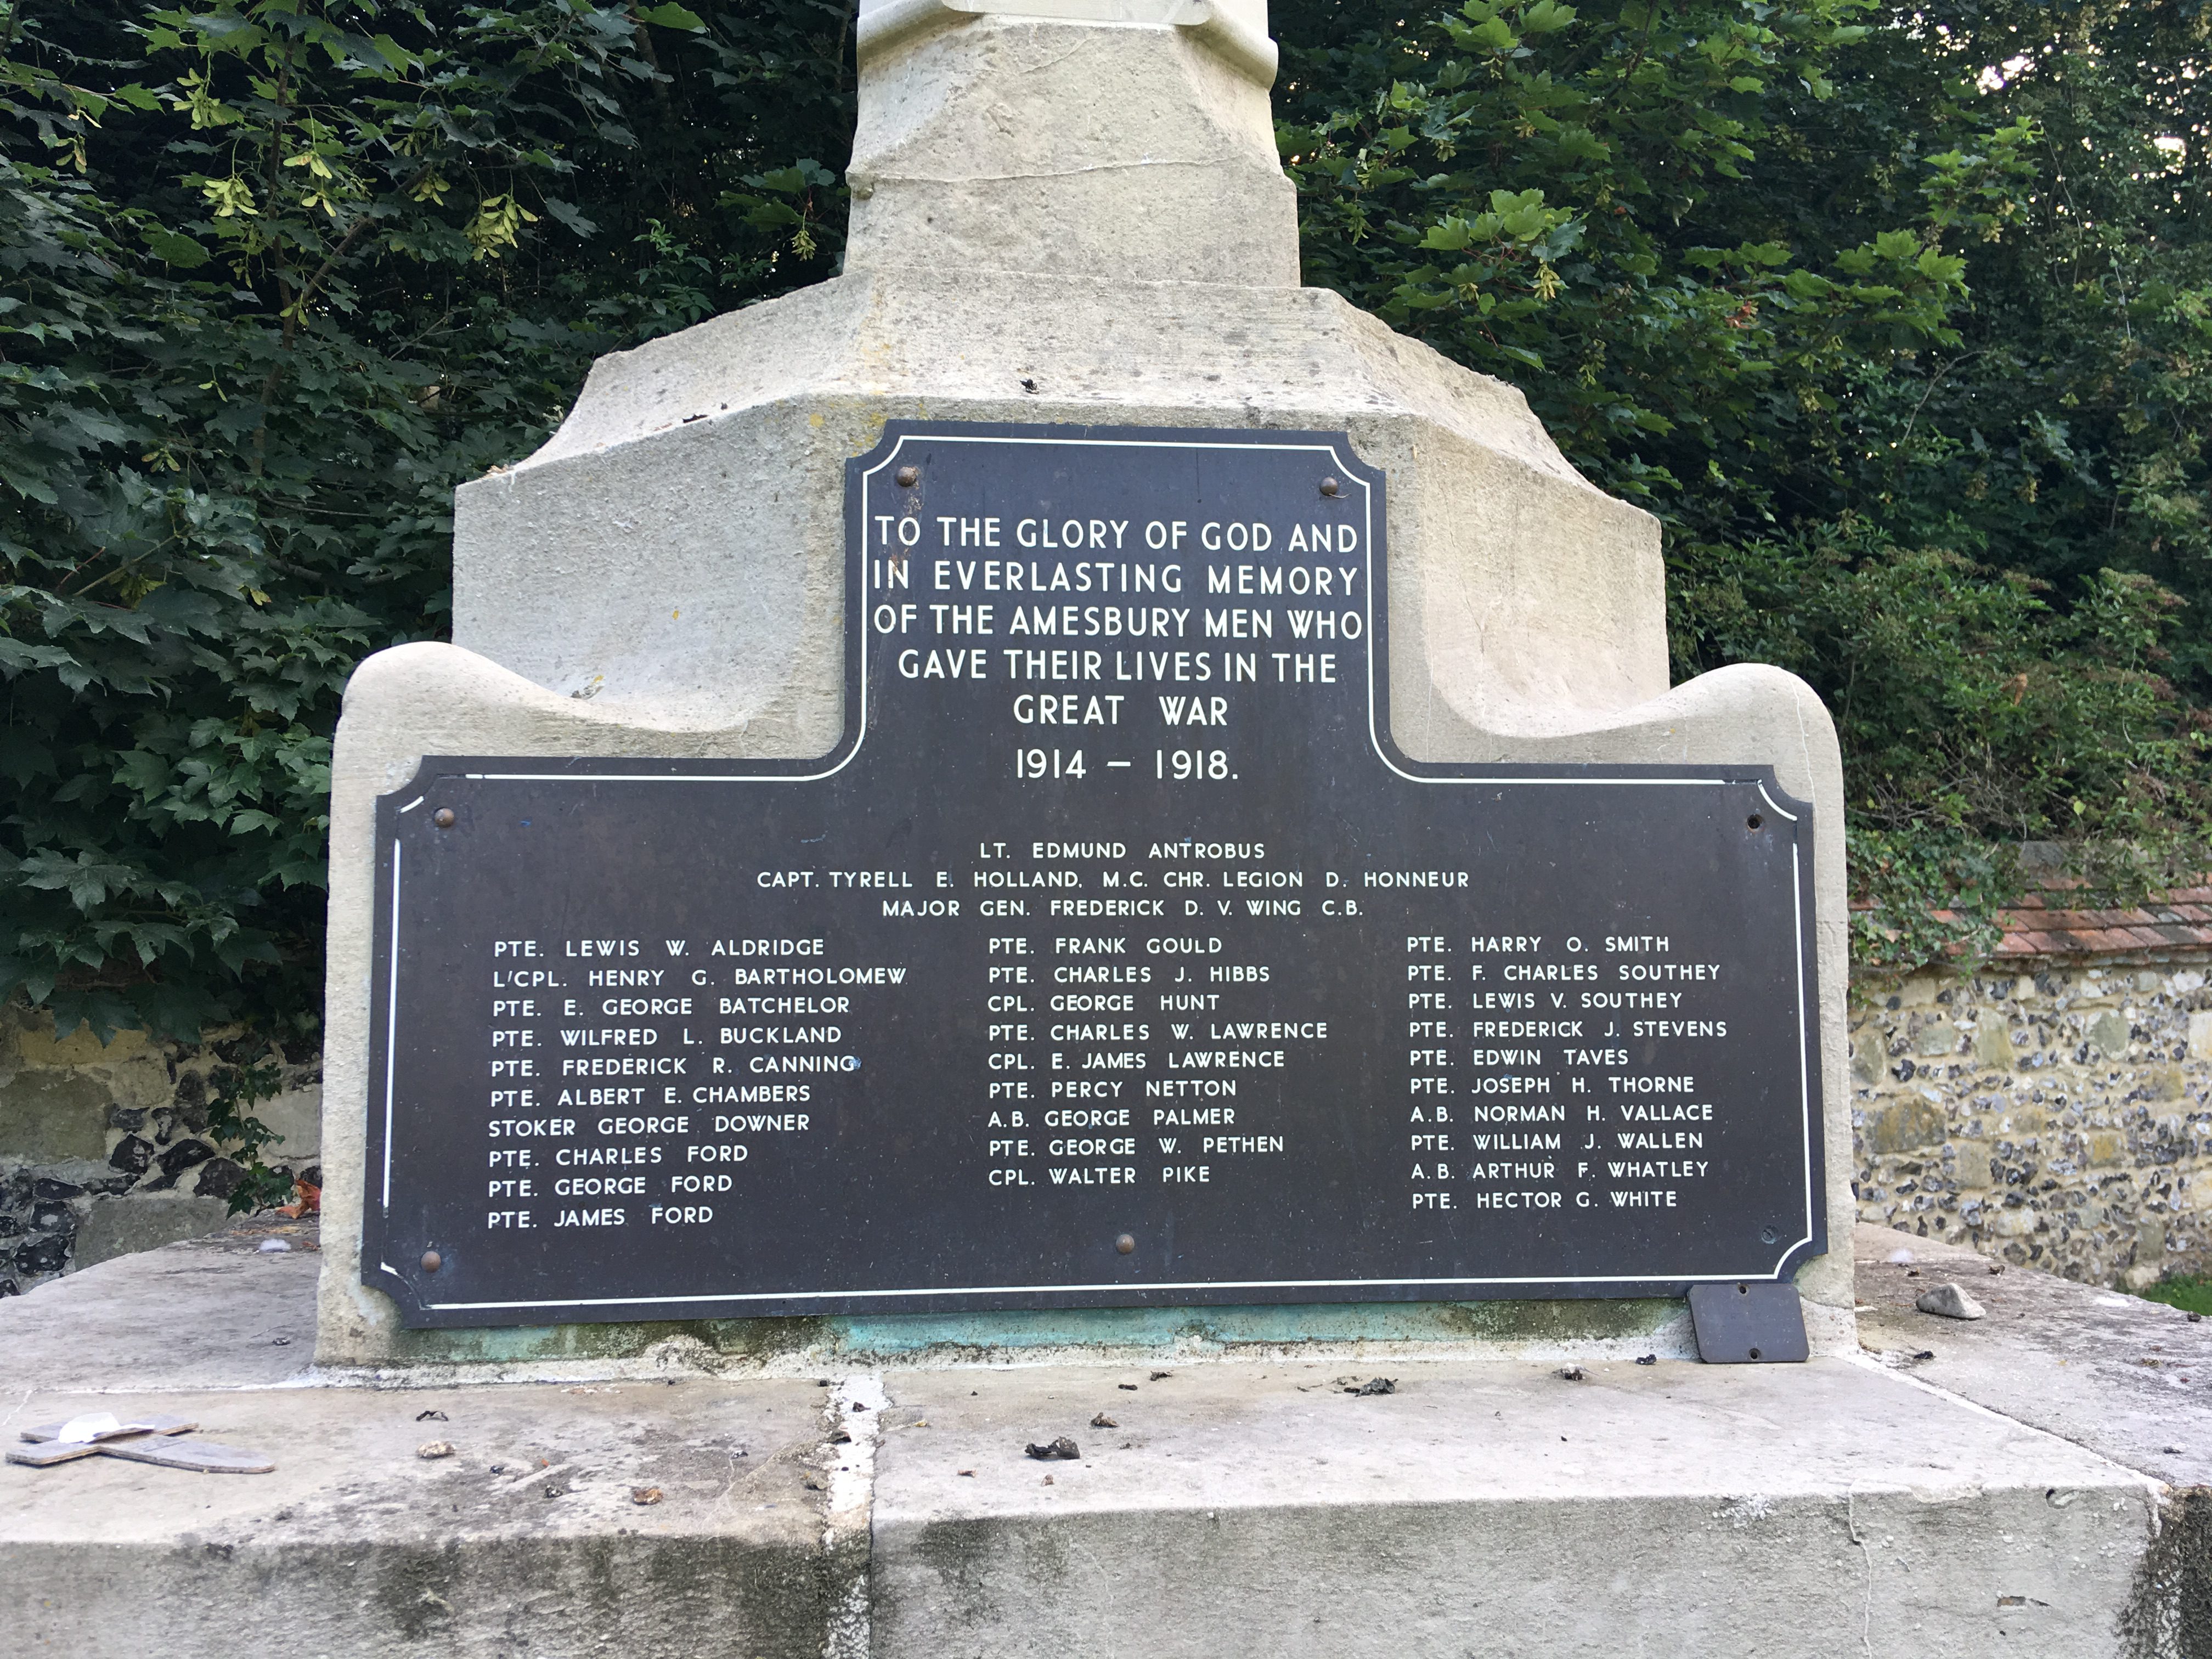 TO THE GLORY OF GOD AND
IN EVERLASTING MEMORY
OF THE AMESBURY MEN WHO
GAVE THEIR LIVES IN THE
GREAT WAR
1914 – 1918.
LT. EDMUND ANTROBUS
CAPT. TYRELL E. HOLLAND, M.C. CHR. LEGION D. HONNEUR
MAJOR GEN. FREDERICK D. V. WING C.B.
PTE. LEWIS W. ALDRIDGE
L'CPL. HENRY G. BARTHOLOMEW
PTE. E. GEORGE BATCHELOR
PTE. WILFRED L. BUCKLAND
PTE. FREDERICK R. CANNING
PTE. ALBERT E. CHAMBERS
STOKER GEORGE DOWNER
PTE. CHARLES FORD
PTE. GEORGE FORD
PTE. JAMES FORD
PTE. FRANK GOULD
PTE. CHARLES J. HIBBS
CPL. GEORGE HUNT
PTE. CHARLES W. LAWRENCE
CPL. E. JAMES LAWRENCE
PTE. PERCY NETTON
A.B. GEORGE PALMER
PTE. GEORGE W. PETHEN
CPL. WALTER PIKE
PTE. HARRY O. SMITH
PTE. F. CHARLES SOUTHEY
PTE. LEWIS V. SOUTHEY
PTE. FREDERICK J. STEVENS
PTE. EDWIN TAVES
PTE. JOSEPH H. THORNE
A.B. NORMAN H. VALLACE
PTE. WILLIAM J. WALLEN
A.B. ARTHUR F. WHATLEY
PTE. HECTOR G. WHITE